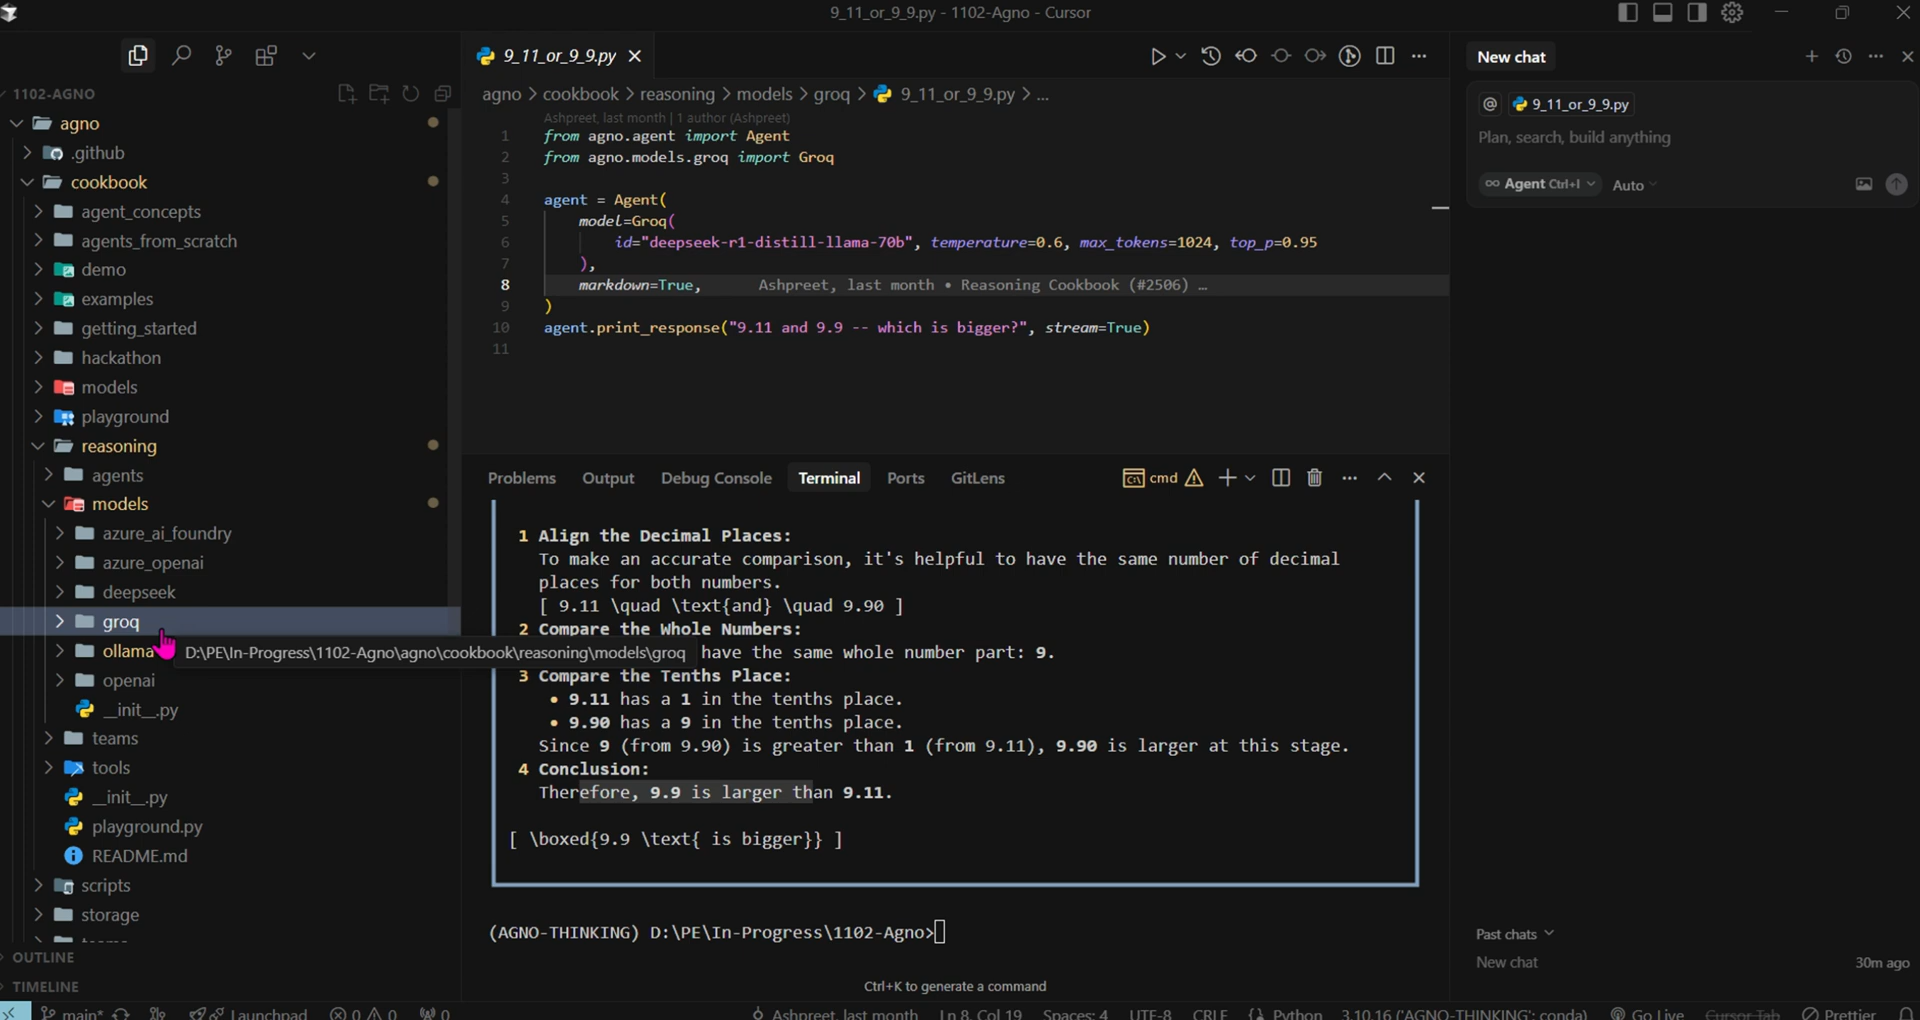 9_11_or_9_9.py - 1102-Agno - Cursor
9_11_or_9_9.py
New chat
1102-AGNO
agno
.github
cookbook
agent_concepts
agents_from_scratch
demo
examples
getting_started
hackathon
models
playground
reasoning
agents
models
azure_ai_foundry
azure_openai
deepseek
groq
ollama
D:\PE\In-Progress\1102-Agno\agno\cookbook\reasoning\models\groq
openai
__init__.py
teams
tools
__init__.py
playground.py
README.md
scripts
storage
OUTLINE
TIMELINE
agno > cookbook > reasoning > models > groq > 9_11_or_9_9.py > ...
Ashpreet, last month | 1 author (Ashpreet)
1 from agno.agent import Agent
2 from agno.models.groq import Groq
3
4 agent = Agent(
5 model=Groq(
6 id="deepseek-r1-distill-llama-70b", temperature=0.6, max_tokens=1024, top_p=0.95
7 ),
8 markdown=True, Ashpreet, last month • Reasoning Cookbook (#2506) …
9 )
10 agent.print_response("9.11 and 9.9 -- which is bigger?", stream=True)
11
Problems Output Debug Console Terminal Ports GitLens cmd
1 Align the Decimal Places:
To make an accurate comparison, it's helpful to have the same number of decimal
places for both numbers.
[ 9.11 \quad \text{and} \quad 9.90 ]
2 Compare the Whole Numbers:
have the same whole number part: 9.
3 Compare the Tenths Place:
• 9.11 has a 1 in the tenths place.
• 9.90 has a 9 in the tenths place.
Since 9 (from 9.90) is greater than 1 (from 9.11), 9.90 is larger at this stage.
4 Conclusion:
Therefore, 9.9 is larger than 9.11.
[ \boxed{9.9 \text{ is bigger}} ]
(AGNO-THINKING) D:\PE\In-Progress\1102-Agno>
Ctrl+K to generate a command
@ 9_11_or_9_9.py
Plan, search, build anything
∞ Agent Ctrl+I Auto
Past chats
New chat 30m ago
main* Launchpad 0 0 0 Ashpreet, last month Ln 8, Col 19 Spaces: 4 UTF-8 CRLF {} Python 3.10.16 ('AGNO-THINKING': conda) Go Live Cursor Tab Prettier